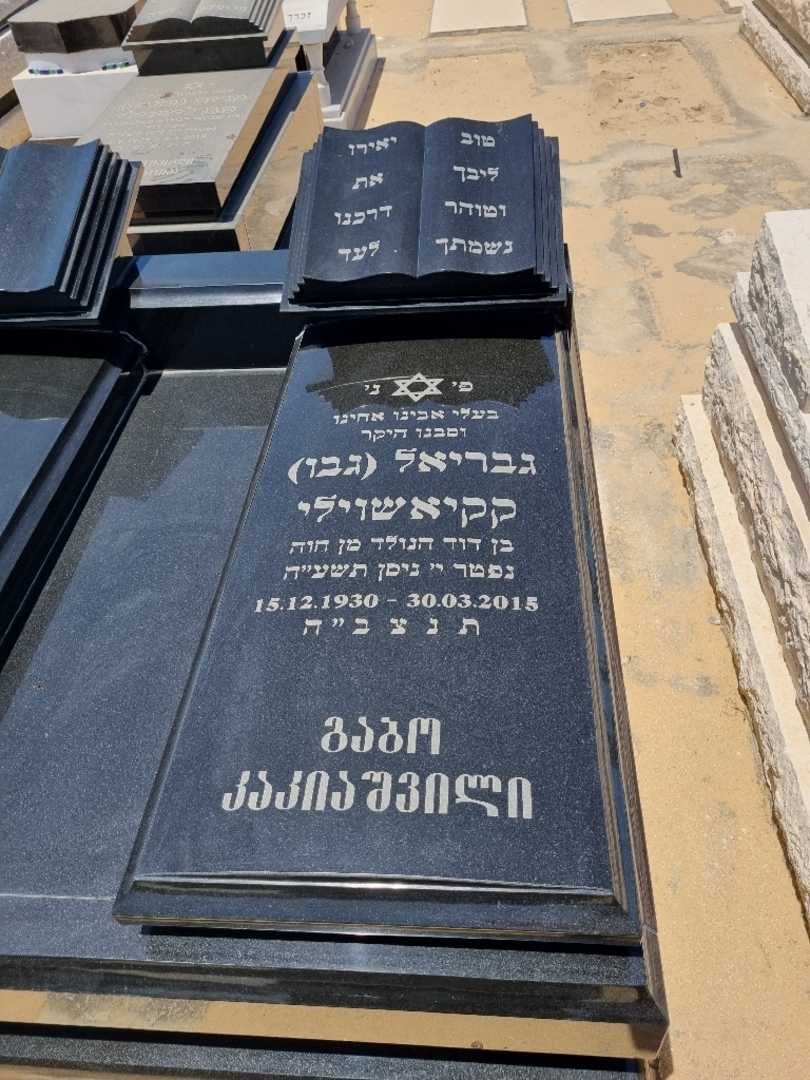 טוב
ליבך
וטוהר
נשמתך
יאירו
את
דרכנו
לעד
פ׳ נ׳
בעלי אבינו אחינו
וסבנו היקר
גבריאל (גבו)
קקיאשוילי
בן דוד הנולד מן חוה
נפטר י׳ ניסן תשע״ה
15.12.1930 - 30.03.2015
ת נ צ ב ״ ה
გაბო
კაკიაშვილი